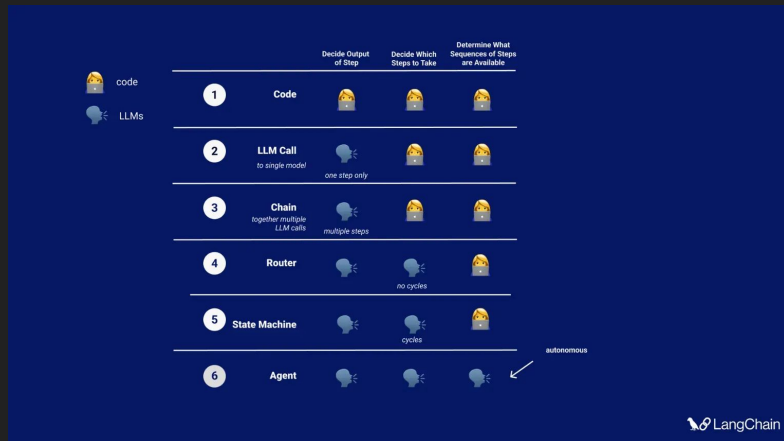 Decide Output
of Step
Decide Which
Steps to Take
Determine What
Sequences of Steps
are Available
code
LLMs
1
Code
2
LLM Call
to single model
one step only
3
Chain
together multiple
LLM calls
multiple steps
4
Router
no cycles
5
State Machine
cycles
autonomous
6
Agent
LangChain